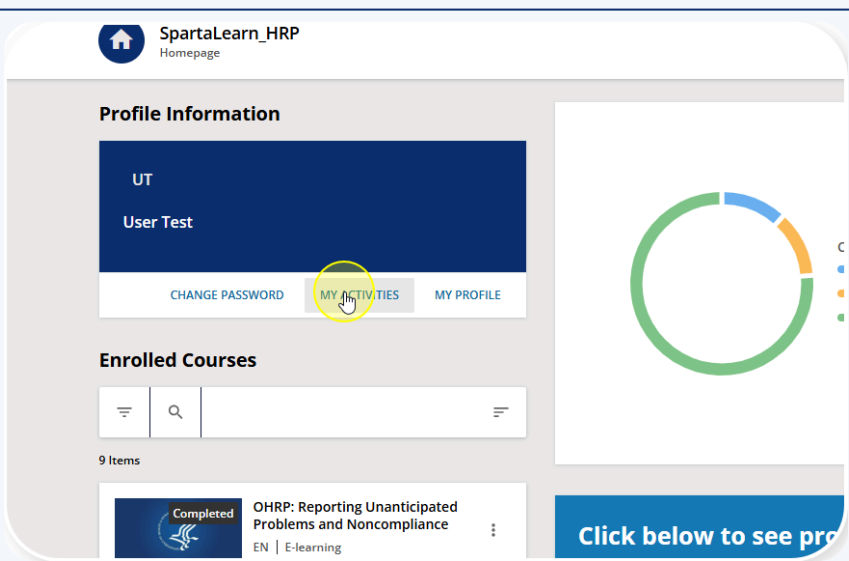 SpartaLearn_HRP
Homepage
Profile Information
UT
User Test
CHANGE PASSWORD
MY ACTIVITIES
MY PROFILE
Enrolled Courses
9 Items
Completed
OHRP: Reporting Unanticipated
Problems and Noncompliance
EN | E-learning
Click below to see pro